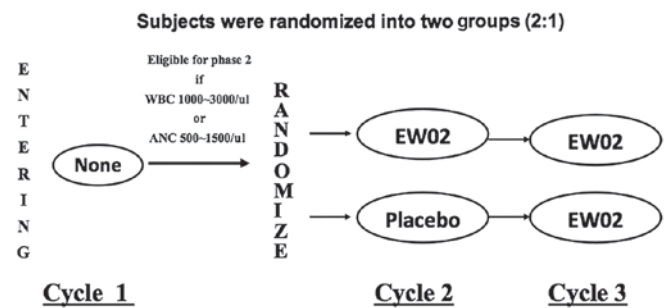 Subjects were randomized into two groups (2:1)
ENTERING
None
Eligible for phase 2
if
WBC 1000~3000/ul
or
ANC 500~1500/ul
RANDOMIZE
EW02
EW02
Placebo
EW02
Cycle 1
Cycle 2
Cycle 3